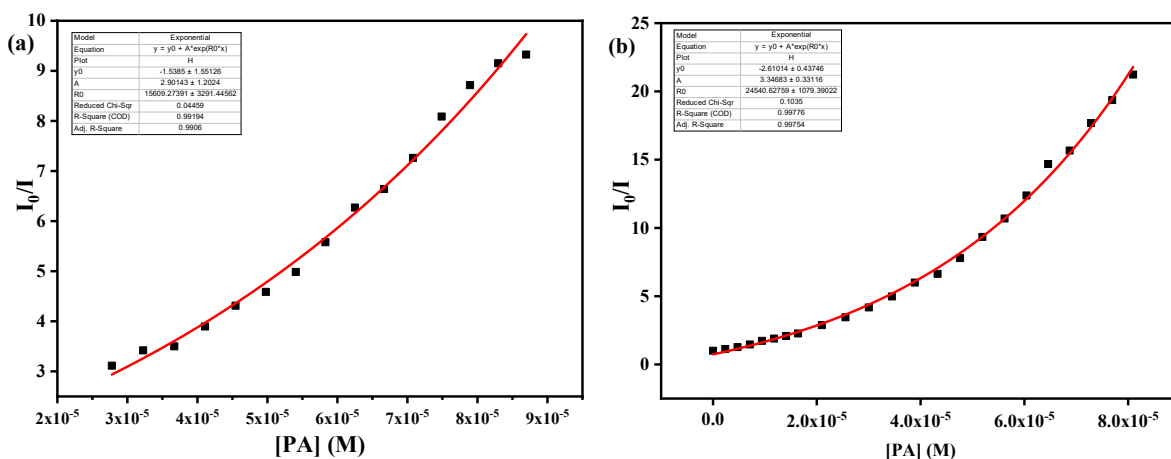 (a)
Model Exponential
Equation y = y0 + A*exp(R0*x)
Plot H
y0 -1.5385 ± 1.55126
A 2.90143 ± 1.2024
R0 15609.27391 ± 3291.44562
Reduced Chi-Sqr 0.04459
R-Square (COD) 0.99194
Adj. R-Square 0.9906
10
9
8
7
6
5
4
3
I0/I
2x10-5 3x10-5 4x10-5 5x10-5 6x10-5 7x10-5 8x10-5 9x10-5
[PA] (M)
(b)
Model Exponential
Equation y = y0 + A*exp(R0*x)
Plot H
y0 -2.61014 ± 0.43746
A 3.34683 ± 0.33116
R0 24540.62759 ± 1079.39022
Reduced Chi-Sqr 0.1035
R-Square (COD) 0.99776
Adj. R-Square 0.99754
25
20
15
10
5
0
I0/I
0.0 2.0x10-5 4.0x10-5 6.0x10-5 8.0x10-5
[PA] (M)